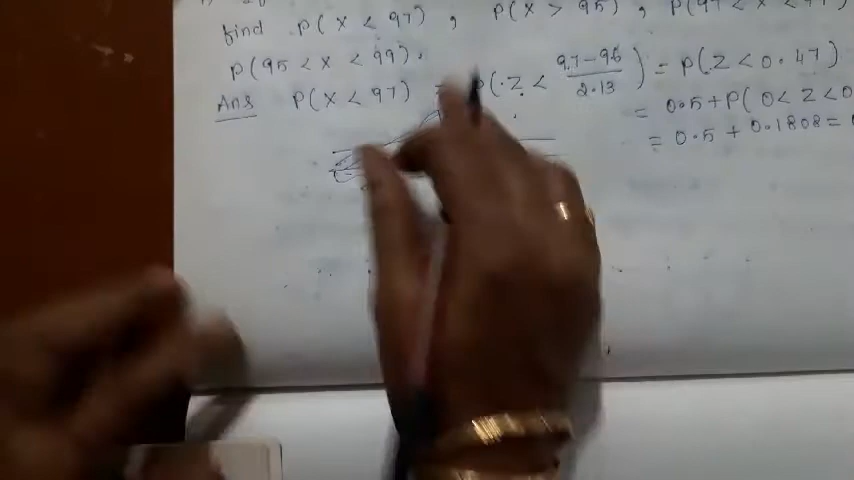 find P(X < 97), P(X > 95),
P(95 < X < 99).
Ans P(X < 97) = P(Z < (97-96)/2.13) = P(Z < 0.47)
= 0.5 + P(0 < Z < 0
= 0.5 + 0.1808 =